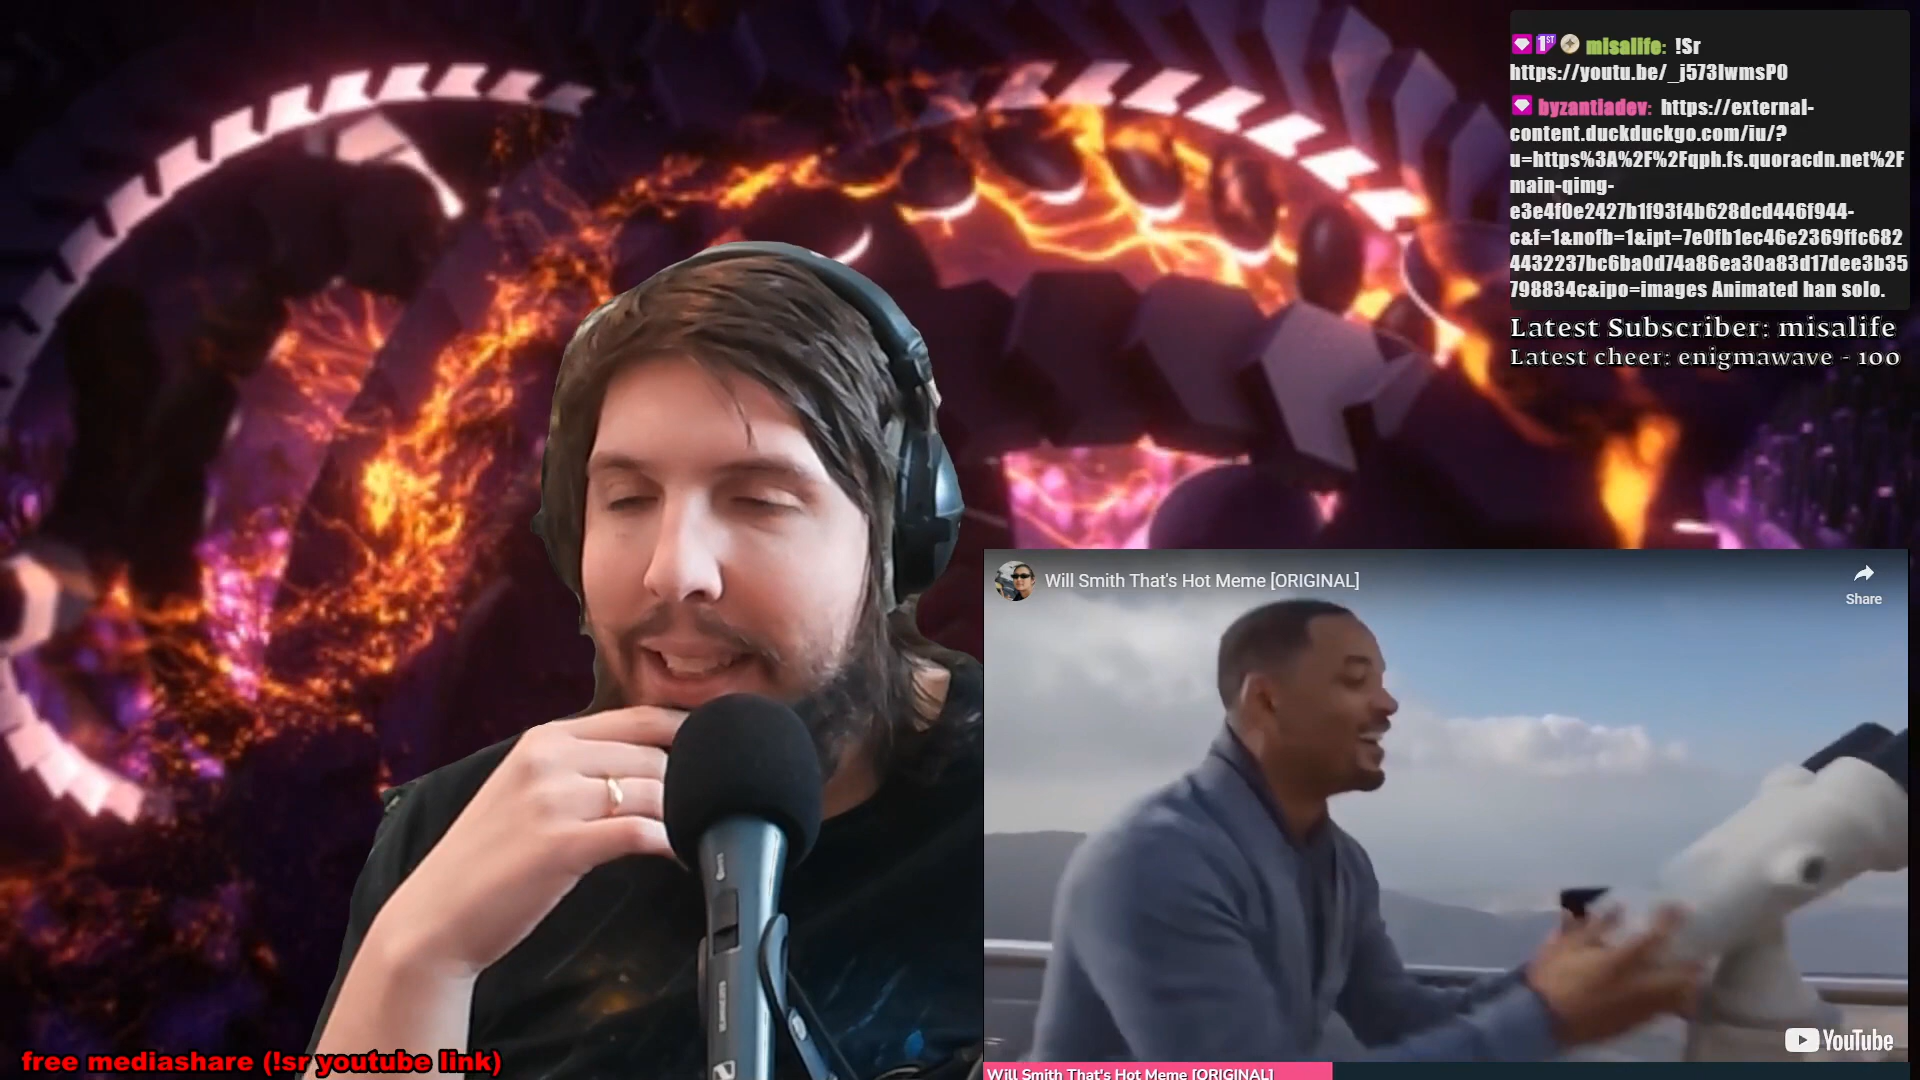 misalife: !Sr
https://youtu.be/_j573IwmsP0
byzantiadev: https://external-
content.duckduckgo.com/iu/?
u=https%3A%2F%2Fqph.fs.quoracdn.net%2F
main-qimg-
e3e4f0e2427b1f93f4b628dcd446f944-
c&f=1&nofb=1&ipt=7e0fb1ec46e2369ffc682
4432237bc6ba0d74a86ea30a83d17dee3b35
798834c&ipo=images Animated han solo.
Latest Subscriber: misalife
Latest cheer: enigmawave - 100
Will Smith That's Hot Meme [ORIGINAL]
Share
YouTube
free mediashare (!sr youtube link)
Will Smith That's Hot Meme [ORIGINAL]